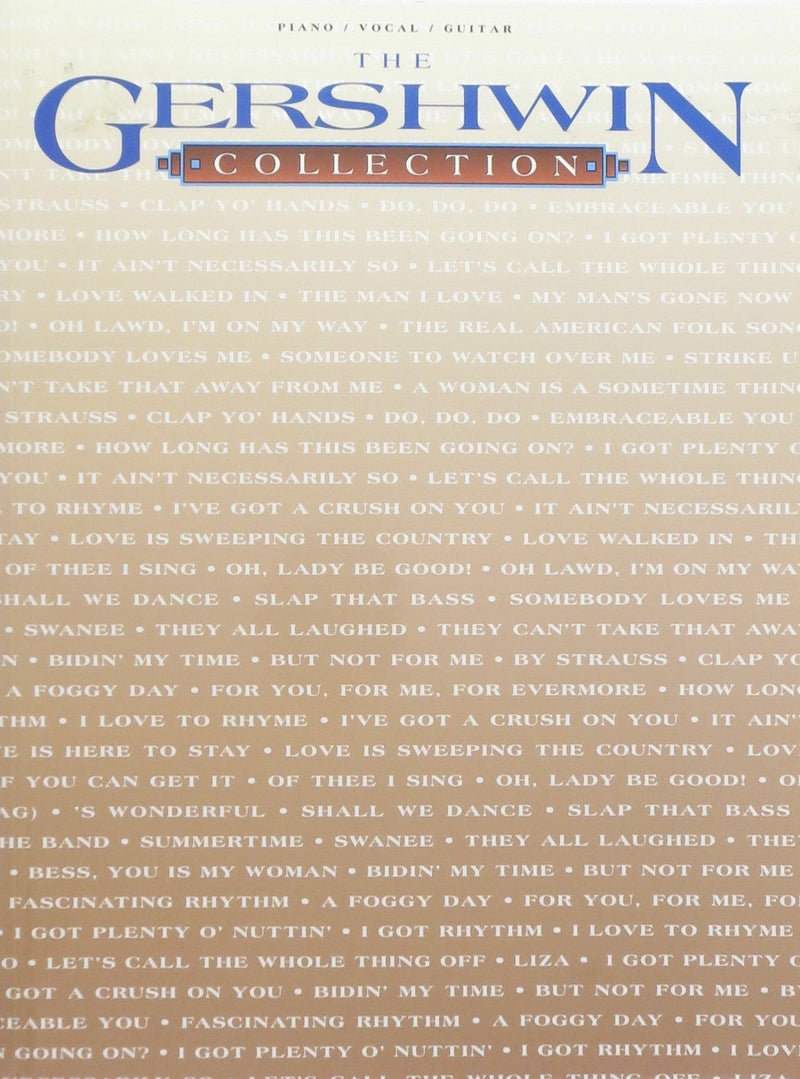 PIANO / VOCAL / GUITAR
THE
GERSHWIN
COLLECTION
STRAUSS • CLAP YO' HANDS • DO, DO, DO • EMBRACEABLE YOU
MORE • HOW LONG HAS THIS BEEN GOING ON? • I GOT PLENTY O
YOU • IT AIN'T NECESSARILY SO • LET'S CALL THE WHOLE THING
RY • LOVE WALKED IN • THE MAN I LOVE • MY MAN'S GONE NOW
D! • OH LAWD, I'M ON MY WAY • THE REAL AMERICAN FOLK SONG
OMEBODY LOVES ME • SOMEONE TO WATCH OVER ME • STRIKE U
N'T TAKE THAT AWAY FROM ME • A WOMAN IS A SOMETIME THING
STRAUSS • CLAP YO' HANDS • DO, DO, DO • EMBRACEABLE YOU
MORE • HOW LONG HAS THIS BEEN GOING ON? • I GOT PLENTY O
YOU • IT AIN'T NECESSARILY SO • LET'S CALL THE WHOLE THING
TO RHYME • I'VE GOT A CRUSH ON YOU • IT AIN'T NECESSARILY
TAY • LOVE IS SWEEPING THE COUNTRY • LOVE WALKED IN • TH
OF THEE I SING • OH, LADY BE GOOD! • OH LAWD, I'M ON MY WAY
SHALL WE DANCE • SLAP THAT BASS • SOMEBODY LOVES ME
• SWANEE • THEY ALL LAUGHED • THEY CAN'T TAKE THAT AWA
N • BIDIN' MY TIME • BUT NOT FOR ME • BY STRAUSS • CLAP YO
A FOGGY DAY • FOR YOU, FOR ME, FOR EVERMORE • HOW LONG
THM • I LOVE TO RHYME • I'VE GOT A CRUSH ON YOU • IT AIN'T
E IS HERE TO STAY • LOVE IS SWEEPING THE COUNTRY • LOV
F YOU CAN GET IT • OF THEE I SING • OH, LADY BE GOOD! • O
AG) • 'S WONDERFUL • SHALL WE DANCE • SLAP THAT BASS
HE BAND • SUMMERTIME • SWANEE • THEY ALL LAUGHED • THEY
• BESS, YOU IS MY WOMAN • BIDIN' MY TIME • BUT NOT FOR ME
FASCINATING RHYTHM • A FOGGY DAY • FOR YOU, FOR ME, FO
• I GOT PLENTY O' NUTTIN' • I GOT RHYTHM • I LOVE TO RHYME
O • LET'S CALL THE WHOLE THING OFF • LIZA • I GOT PLENTY O
GOT A CRUSH ON YOU • BIDIN' MY TIME • BUT NOT FOR ME • B
CEABLE YOU • FASCINATING RHYTHM • A FOGGY DAY • FOR YOU
N GOING ON? • I GOT PLENTY O' NUTTIN' • I GOT RHYTHM • I LOV
LET'S CALL THE WHOLE THING OFF • LIZA